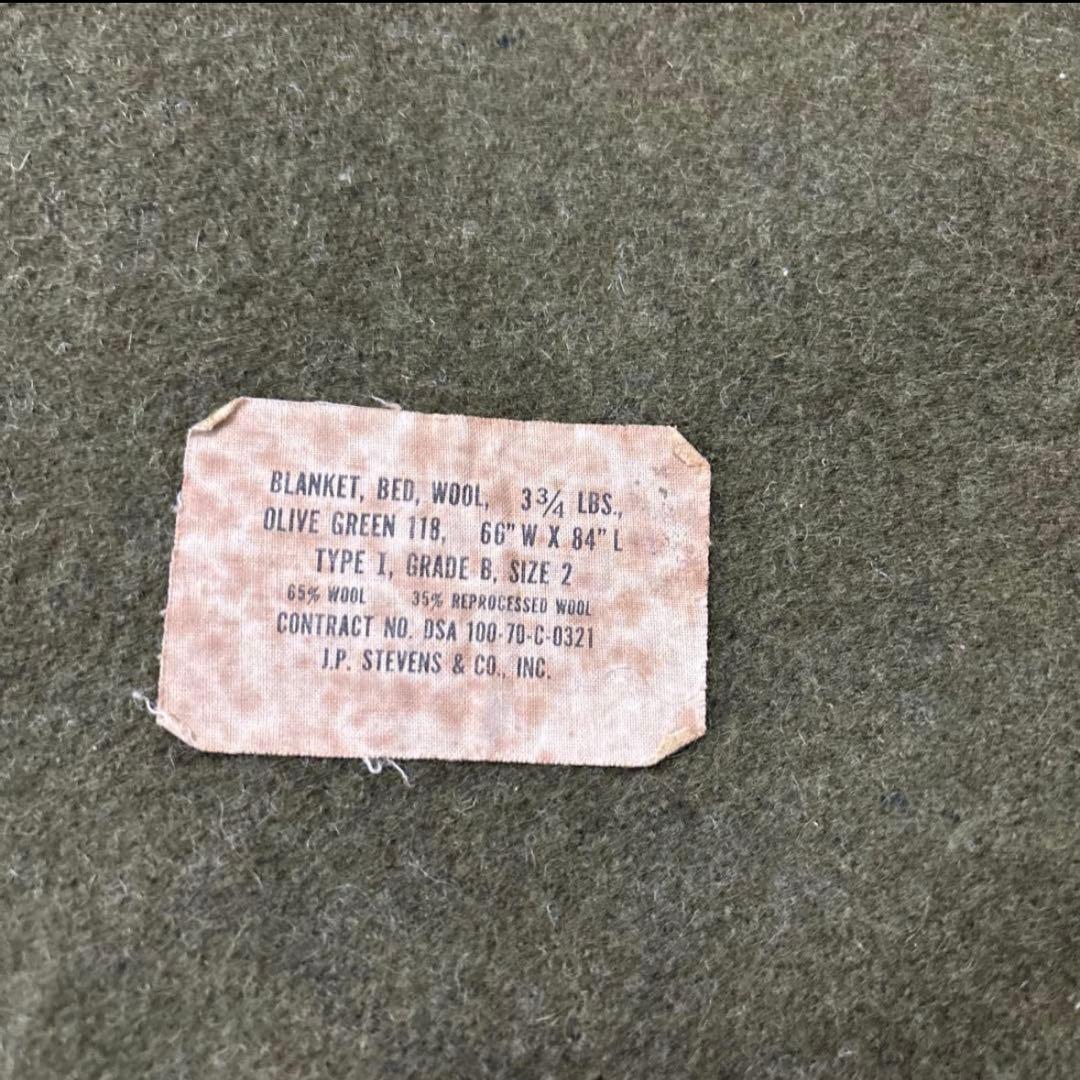 BLANKET, BED, WOOL, 3¾ LBS.,
OLIVE GREEN 118, 66" W X 84" L
TYPE I, GRADE B, SIZE 2
65% WOOL 35% REPROCESSED WOOL
CONTRACT NO. DSA 100-70-C-0321
J.P. STEVENS & CO., INC.